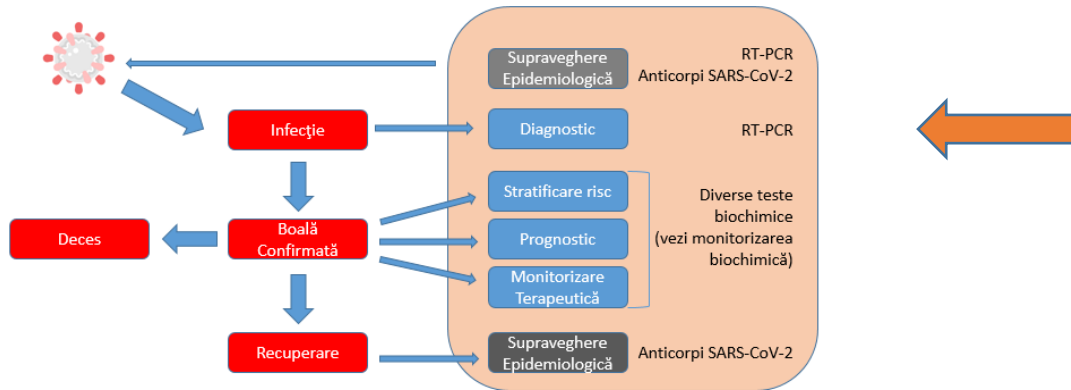 Supraveghere
Epidemiologică
RT-PCR
Anticorpi SARS-CoV-2
Infecţie
Diagnostic
RT-PCR
Stratificare risc
Diverse teste
biochimice
(vezi monitorizarea
biochimică)
Deces
Boală
Confirmată
Prognostic
Monitorizare
Terapeutică
Recuperare
Supraveghere
Epidemiologică
Anticorpi SARS-CoV-2